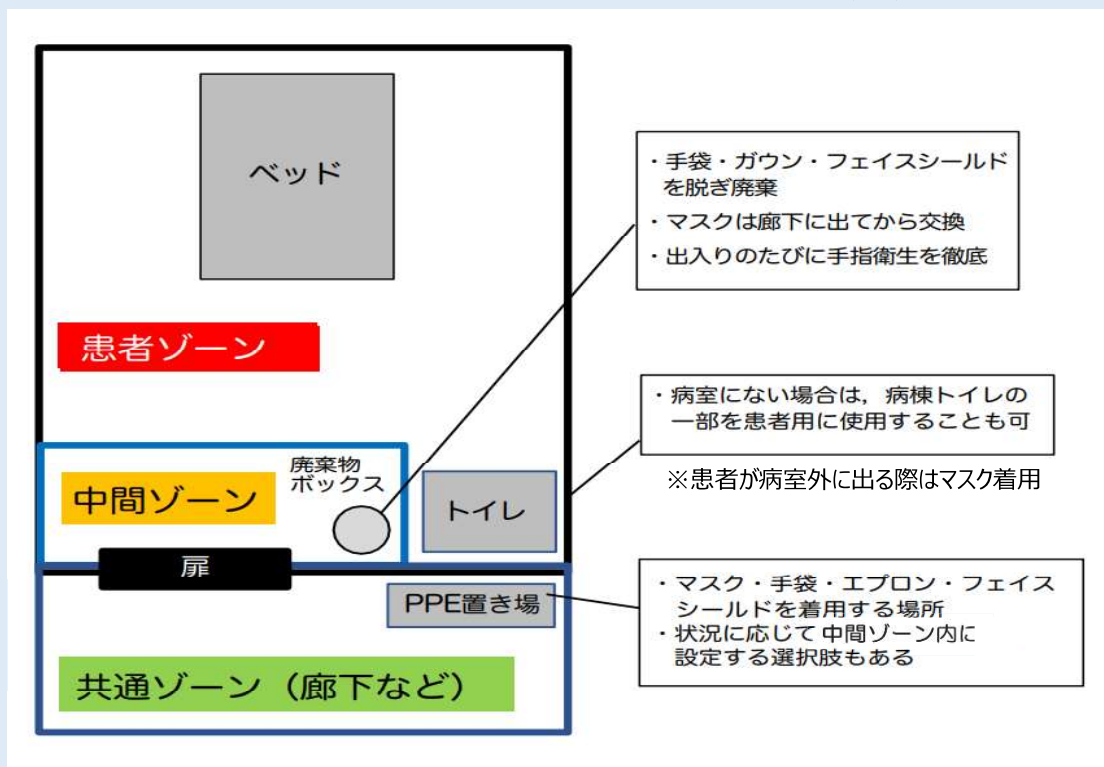 ベッド
・手袋・ガウン・フェイスシールド
を脱ぎ廃棄
・マスクは廊下に出てから交換
・出入りのたびに手指衛生を徹底
患者ゾーン
・病室にない場合は，病棟トイレの
一部を患者用に使用することも可
※患者が病室外に出る際はマスク着用
中間ゾーン
廃棄物
ボックス
トイレ
扉
PPE置き場
・マスク・手袋・エプロン・フェイス
シールドを着用する場所
・状況に応じて中間ゾーン内に
設定する選択肢もある
共通ゾーン（廊下など）